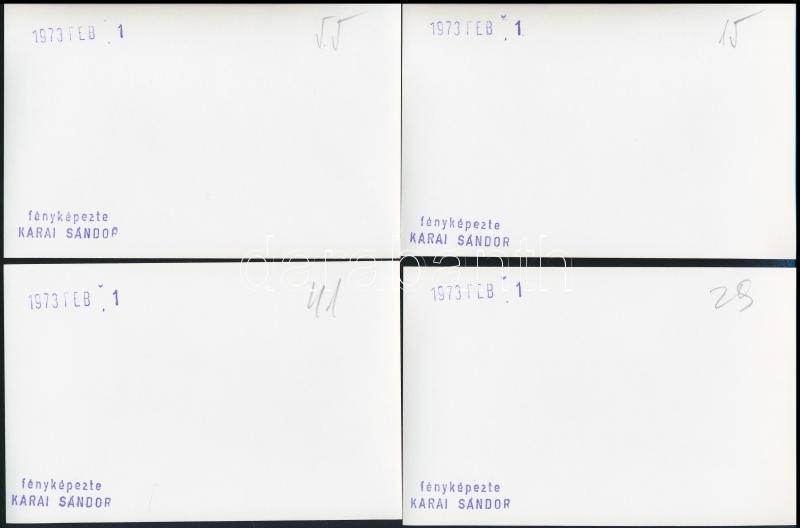 1973 FEB 1
55
fényképezte
KARAI SÁNDOR
1973 FEB 1
15
fényképezte
KARAI SÁNDOR
darabanth
1973 FEB 1
41
fényképezte
KARAI SÁNDOR
1973 FEB 1
28
fényképezte
KARAI SÁNDOR